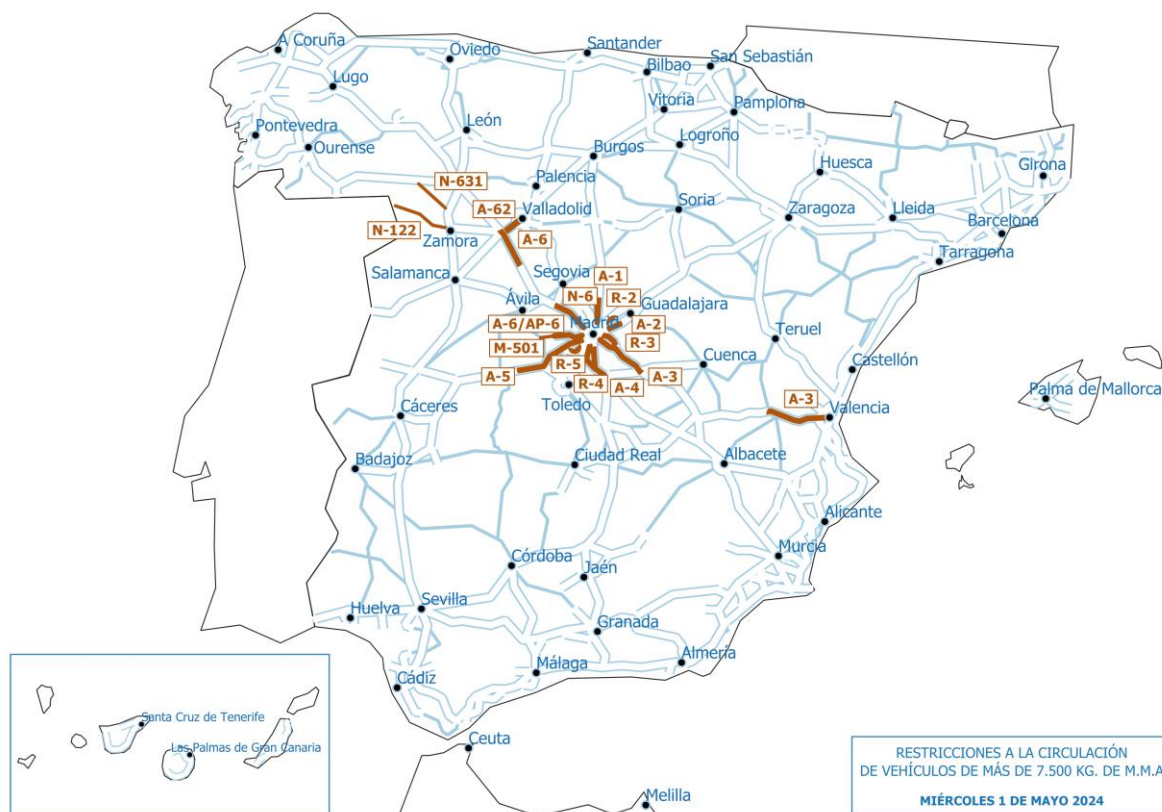 A Coruña
Oviedo
Santander
San Sebastián
Bilbao
Lugo
Vitoria
Pamplona
Pontevedra
León
Logroño
Ourense
Burgos
Huesca
Girona
N-631
Palencia
Soria
A-62
Valladolid
Zaragoza
Lleida
Barcelona
N-122
Zamora
A-6
Tarragona
Salamanca
Segovia
A-1
N-6
R-2
Ávila
Guadalajara
A-6/AP-6
Madrid
A-2
Teruel
M-501
R-3
Cuenca
Castellón
R-5
A-5
A-3
R-4
A-4
Toledo
Palma de Mallorca
A-3
Valencia
Cáceres
Badajoz
Ciudad Real
Albacete
Alicante
Córdoba
Murcia
Jaén
Huelva
Sevilla
Granada
Almería
Málaga
Cádiz
Santa Cruz de Tenerife
Las Palmas de Gran Canaria
Ceuta
Melilla
RESTRICCIONES A LA CIRCULACIÓN
DE VEHÍCULOS DE MÁS DE 7.500 KG. DE M.M.A
MIÉRCOLES 1 DE MAYO 2024